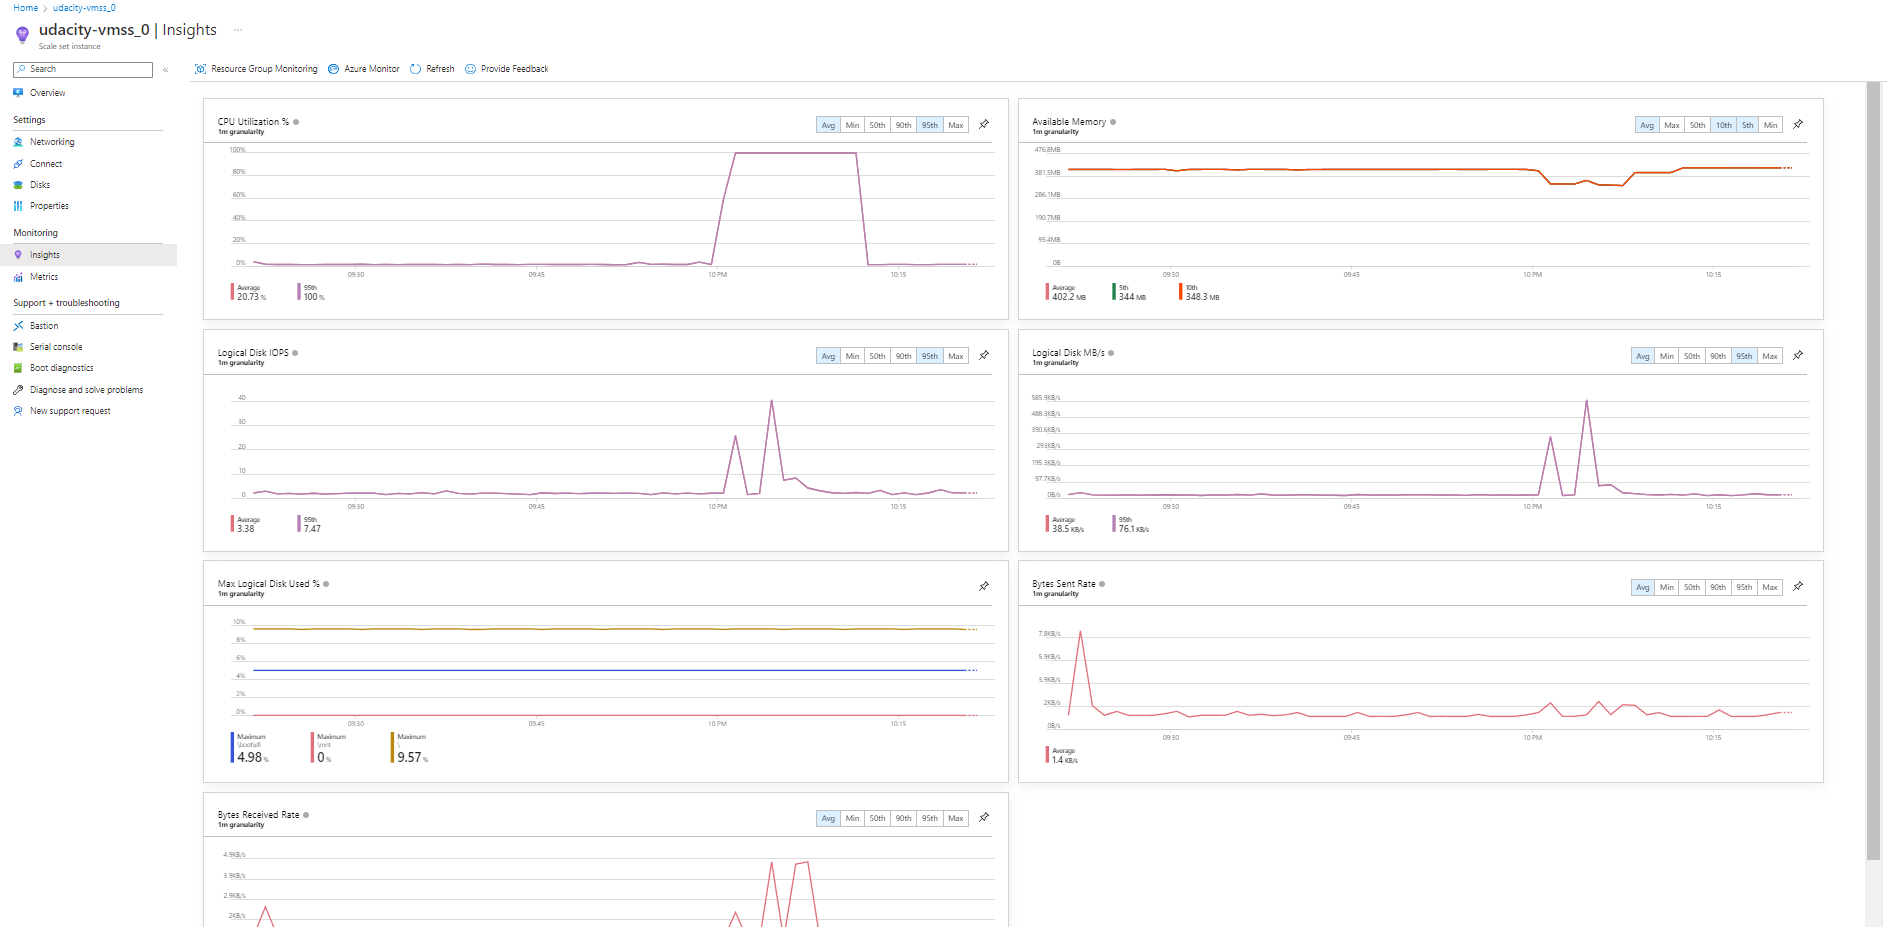 Home > udacity-vmss_0
udacity-vmss_0 | Insights ...
Scale set instance
Search «
Overview
Settings
Networking
Connect
Disks
Properties
Monitoring
Insights
Metrics
Support + troubleshooting
Bastion
Serial console
Boot diagnostics
Diagnose and solve problems
New support request
Resource Group Monitoring Azure Monitor Refresh Provide Feedback
CPU Utilization %
1m granularity
Avg Min 50th 90th 95th Max
100%
80%
60%
40%
20%
0%
09:30 09:45 10 PM 10:15
Average 95th
20.73 % 100 %
Available Memory
1m granularity
Avg Max 50th 10th 5th Min
476.8MB
381.5MB
286.1MB
190.7MB
95.4MB
0B
09:30 09:45 10 PM 10:15
Average 5th 10th
402.2 MB 344 MB 348.3 MB
Logical Disk IOPS
1m granularity
Avg Min 50th 90th 95th Max
40
30
20
10
0
09:30 09:45 10 PM 10:15
Average 95th
3.38 7.47
Logical Disk MB/s
1m granularity
Avg Min 50th 90th 95th Max
585.9KB/s
488.3KB/s
390.6KB/s
293KB/s
195.3KB/s
97.7KB/s
0B/s
09:30 09:45 10 PM 10:15
Average 95th
38.5 KB/s 76.1 KB/s
Max Logical Disk Used %
1m granularity
10%
8%
6%
4%
2%
0%
09:30 09:45 10 PM 10:15
Maximum Maximum Maximum
\boot\efi \mnt \
4.98 % 0 % 9.57 %
Bytes Sent Rate
1m granularity
Avg Min 50th 90th 95th Max
7.8KB/s
5.9KB/s
3.9KB/s
2KB/s
0B/s
09:30 09:45 10 PM 10:15
Average
1.4 KB/s
Bytes Received Rate
1m granularity
Avg Min 50th 90th 95th Max
4.9KB/s
3.9KB/s
2.9KB/s
2KB/s